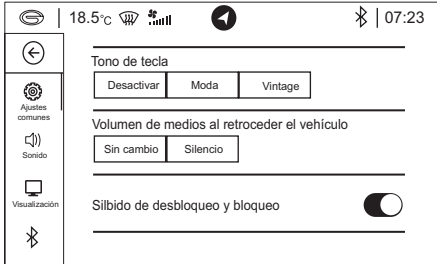 18.5°C
07:23
Ajustes
comunes
Sonido
Visualización
Tono de tecla
Desactivar Moda Vintage
Volumen de medios al retroceder el vehículo
Sin cambio Silencio
Silbido de desbloqueo y bloqueo